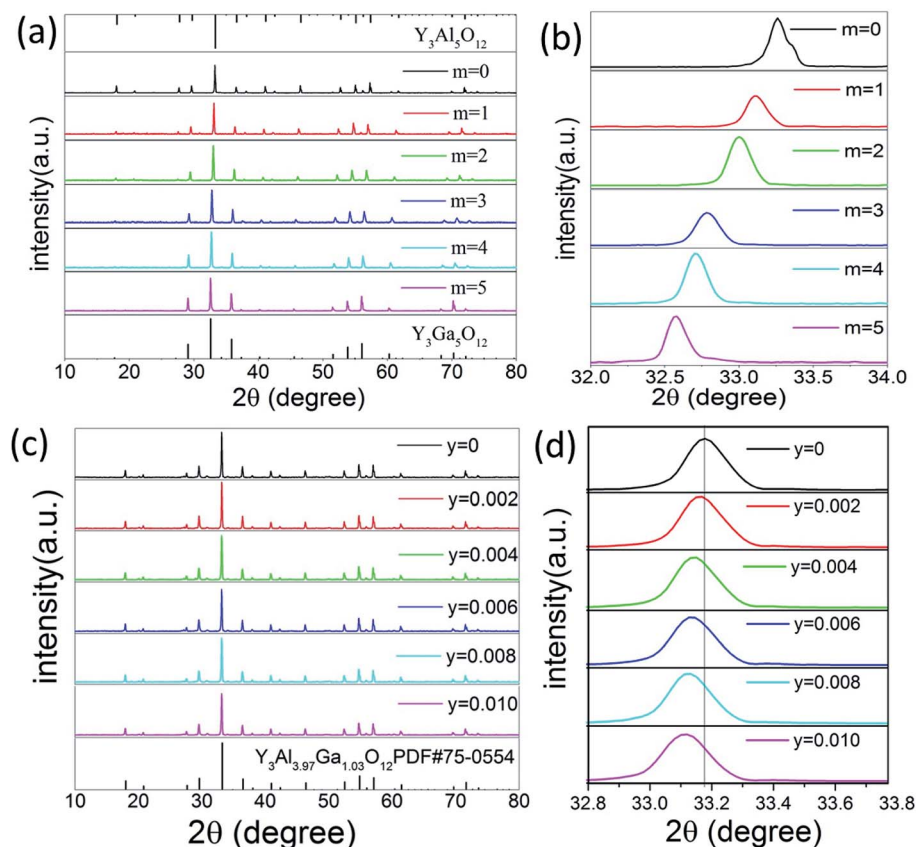 (a)
Y₃Al₅O₁₂
m=0
m=1
m=2
m=3
m=4
m=5
Y₃Ga₅O₁₂
intensity(a.u.)
10 20 30 40 50 60 70 80
2θ (degree)
(b)
m=0
m=1
m=2
m=3
m=4
m=5
intensity(a.u.)
32.0 32.5 33.0 33.5 34.0
2θ (degree)
(c)
y=0
y=0.002
y=0.004
y=0.006
y=0.008
y=0.010
Y₃Al₃.₉₇Ga₁.₀₃O₁₂PDF#75-0554
intensity(a.u.)
10 20 30 40 50 60 70 80
2θ (degree)
(d)
y=0
y=0.002
y=0.004
y=0.006
y=0.008
y=0.010
intensity(a.u.)
32.8 33.0 33.2 33.4 33.6 33.8
2θ (degree)